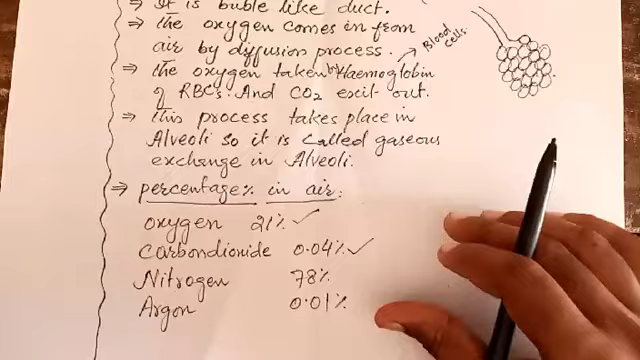 ⇒ It is buble like duct.
⇒ the oxygen comes in from
air by diffusion process.
⇒ the oxygen taken by Haemoglobin
of RBCs. And CO2 exit out.
→ Blood
cells.
⇒ this process takes place in
Alveoli so it is called gaseous
exchange in Alveoli.
⇒ percentage% in air:
oxygen 21% ✓
Carbondionide 0.04% ✓
Nitrogen 78%
Argon 0.01%